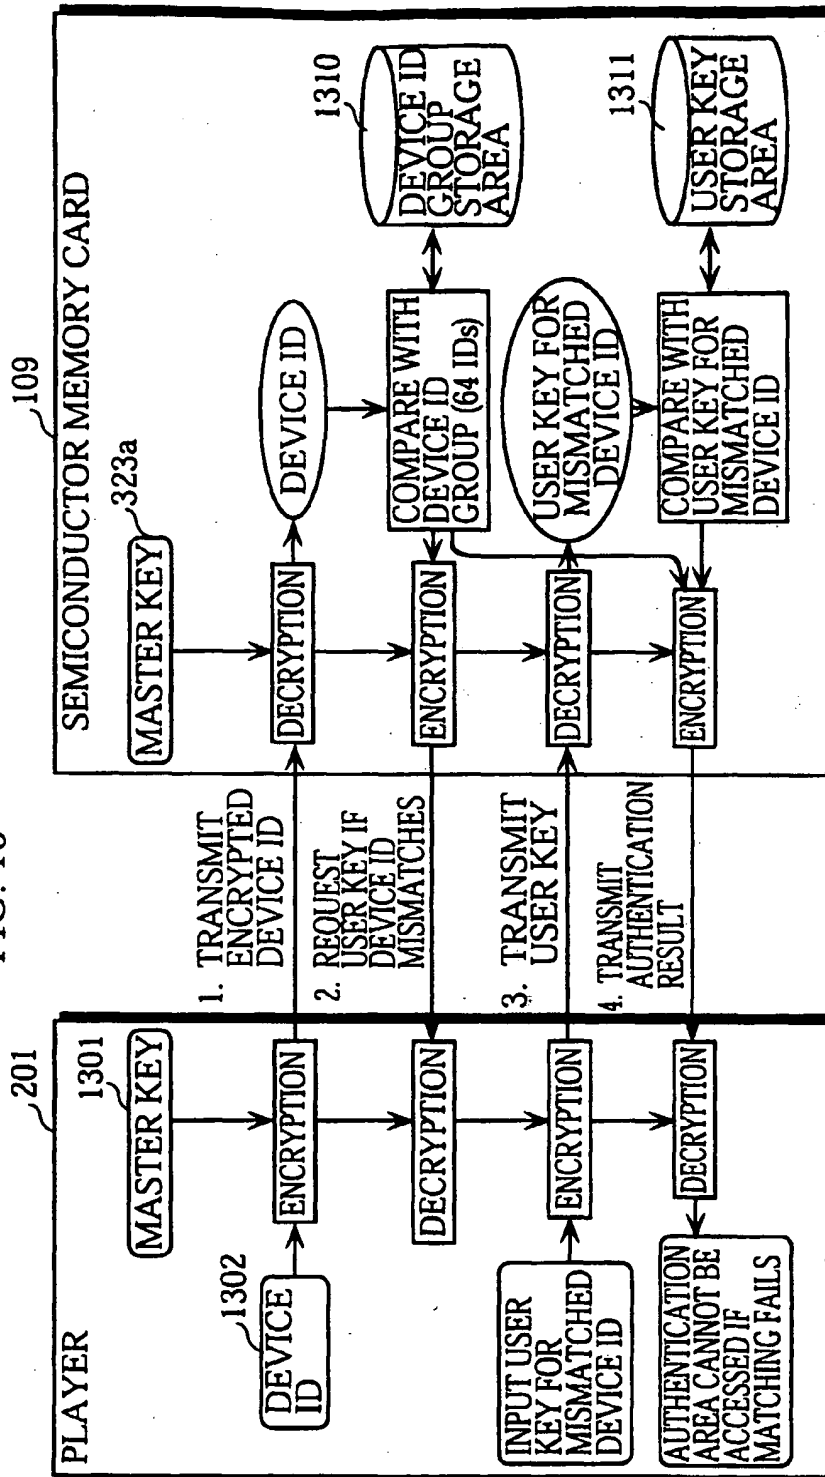 PLAYER
201
1301
MASTER KEY
1302
DEVICE
ID
ENCRYPTION
DECRYPTION
INPUT USER
KEY FOR
MISMATCHED
DEVICE ID
ENCRYPTION
AUTHENTICATION
AREA CANNOT BE
ACCESSED IF
MATCHING FAILS
DECRYPTION
1. TRANSMIT
ENCRYPTED
DEVICE ID
2. REQUEST
USER KEY IF
DEVICE ID
MISMATCHES
3. TRANSMIT
USER KEY
4. TRANSMIT
AUTHENTICATION
RESULT
SEMICONDUCTOR MEMORY CARD
109
323a
MASTER KEY
DECRYPTION
DEVICE ID
ENCRYPTION
COMPARE WITH
DEVICE ID
GROUP (64 IDs)
1310
DEVICE ID
GROUP
STORAGE
AREA
DECRYPTION
USER KEY FOR
MISMATCHED
DEVICE ID
ENCRYPTION
COMPARE WITH
USER KEY FOR
MISMATCHED
DEVICE ID
1311
USER KEY
STORAGE
AREA